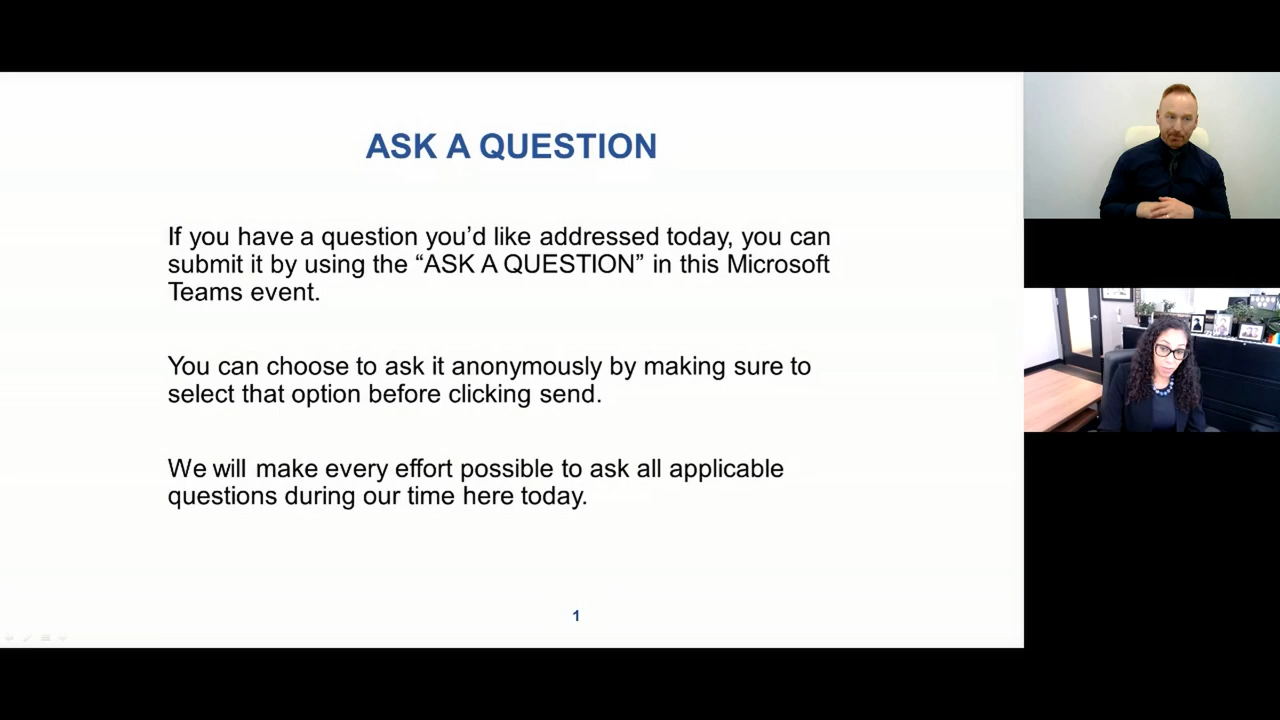 ASK A QUESTION
If you have a question you’d like addressed today, you can
submit it by using the “ASK A QUESTION” in this Microsoft
Teams event.
You can choose to ask it anonymously by making sure to
select that option before clicking send.
We will make every effort possible to ask all applicable
questions during our time here today.
1